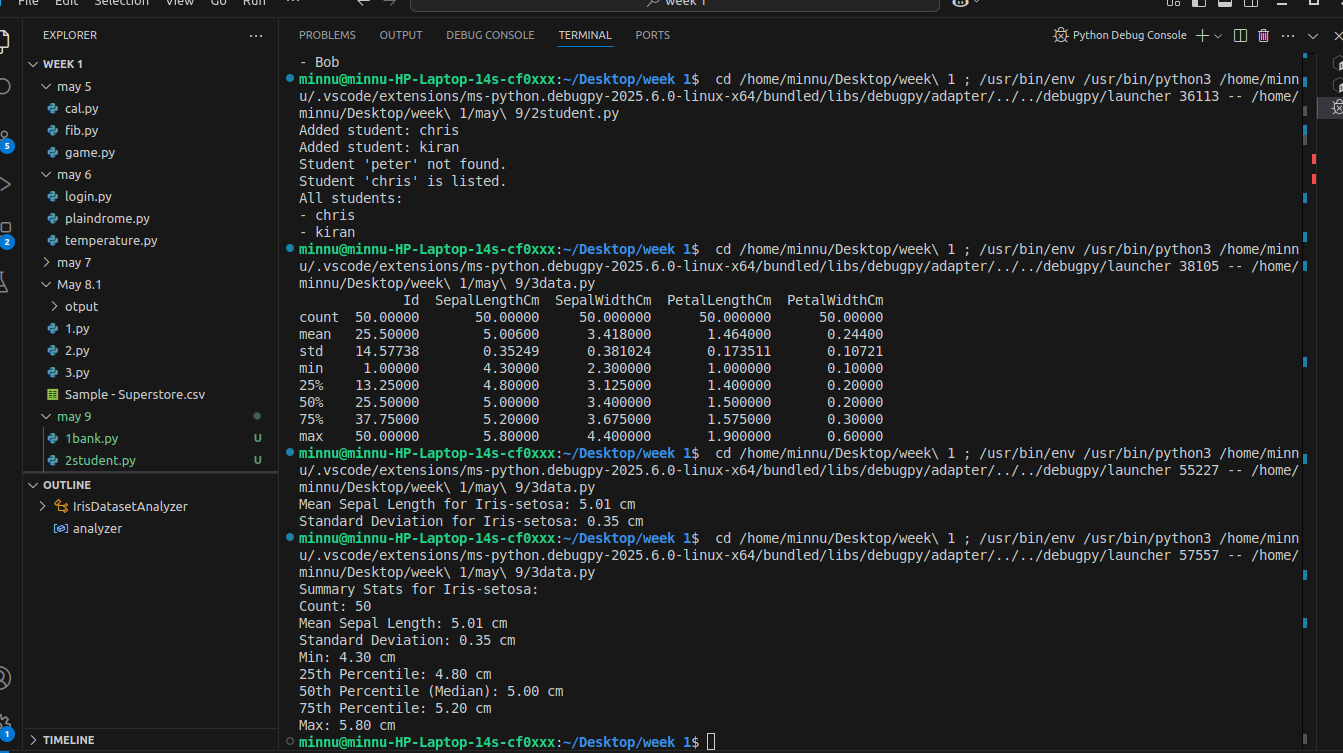 File Edit Selection View Go Run ··· week 1
EXPLORER ···
WEEK 1
may 5
cal.py
fib.py
game.py
may 6
login.py
plaindrome.py
temperature.py
may 7
May 8.1
otput
1.py
2.py
3.py
Sample - Superstore.csv
may 9
1bank.py U
2student.py U
OUTLINE
IrisDatasetAnalyzer
analyzer
TIMELINE
5
2
1
PROBLEMS OUTPUT DEBUG CONSOLE TERMINAL PORTS Python Debug Console ···
- Bob
minnu@minnu-HP-Laptop-14s-cf0xxx:~/Desktop/week 1$ cd /home/minnu/Desktop/week\ 1 ; /usr/bin/env /usr/bin/python3 /home/minn
u/.vscode/extensions/ms-python.debugpy-2025.6.0-linux-x64/bundled/libs/debugpy/adapter/../../debugpy/launcher 36113 -- /home/
minnu/Desktop/week\ 1/may\ 9/2student.py
Added student: chris
Added student: kiran
Student 'peter' not found.
Student 'chris' is listed.
All students:
- chris
- kiran
minnu@minnu-HP-Laptop-14s-cf0xxx:~/Desktop/week 1$ cd /home/minnu/Desktop/week\ 1 ; /usr/bin/env /usr/bin/python3 /home/minn
u/.vscode/extensions/ms-python.debugpy-2025.6.0-linux-x64/bundled/libs/debugpy/adapter/../../debugpy/launcher 38105 -- /home/
minnu/Desktop/week\ 1/may\ 9/3data.py
Id SepalLengthCm SepalWidthCm PetalLengthCm PetalWidthCm
count 50.00000 50.00000 50.000000 50.000000 50.00000
mean 25.50000 5.00600 3.418000 1.464000 0.24400
std 14.57738 0.35249 0.381024 0.173511 0.10721
min 1.00000 4.30000 2.300000 1.000000 0.10000
25% 13.25000 4.80000 3.125000 1.400000 0.20000
50% 25.50000 5.00000 3.400000 1.500000 0.20000
75% 37.75000 5.20000 3.675000 1.575000 0.30000
max 50.00000 5.80000 4.400000 1.900000 0.60000
minnu@minnu-HP-Laptop-14s-cf0xxx:~/Desktop/week 1$ cd /home/minnu/Desktop/week\ 1 ; /usr/bin/env /usr/bin/python3 /home/minn
u/.vscode/extensions/ms-python.debugpy-2025.6.0-linux-x64/bundled/libs/debugpy/adapter/../../debugpy/launcher 55227 -- /home/
minnu/Desktop/week\ 1/may\ 9/3data.py
Mean Sepal Length for Iris-setosa: 5.01 cm
Standard Deviation for Iris-setosa: 0.35 cm
minnu@minnu-HP-Laptop-14s-cf0xxx:~/Desktop/week 1$ cd /home/minnu/Desktop/week\ 1 ; /usr/bin/env /usr/bin/python3 /home/minn
u/.vscode/extensions/ms-python.debugpy-2025.6.0-linux-x64/bundled/libs/debugpy/adapter/../../debugpy/launcher 57557 -- /home/
minnu/Desktop/week\ 1/may\ 9/3data.py
Summary Stats for Iris-setosa:
Count: 50
Mean Sepal Length: 5.01 cm
Standard Deviation: 0.35 cm
Min: 4.30 cm
25th Percentile: 4.80 cm
50th Percentile (Median): 5.00 cm
75th Percentile: 5.20 cm
Max: 5.80 cm
minnu@minnu-HP-Laptop-14s-cf0xxx:~/Desktop/week 1$